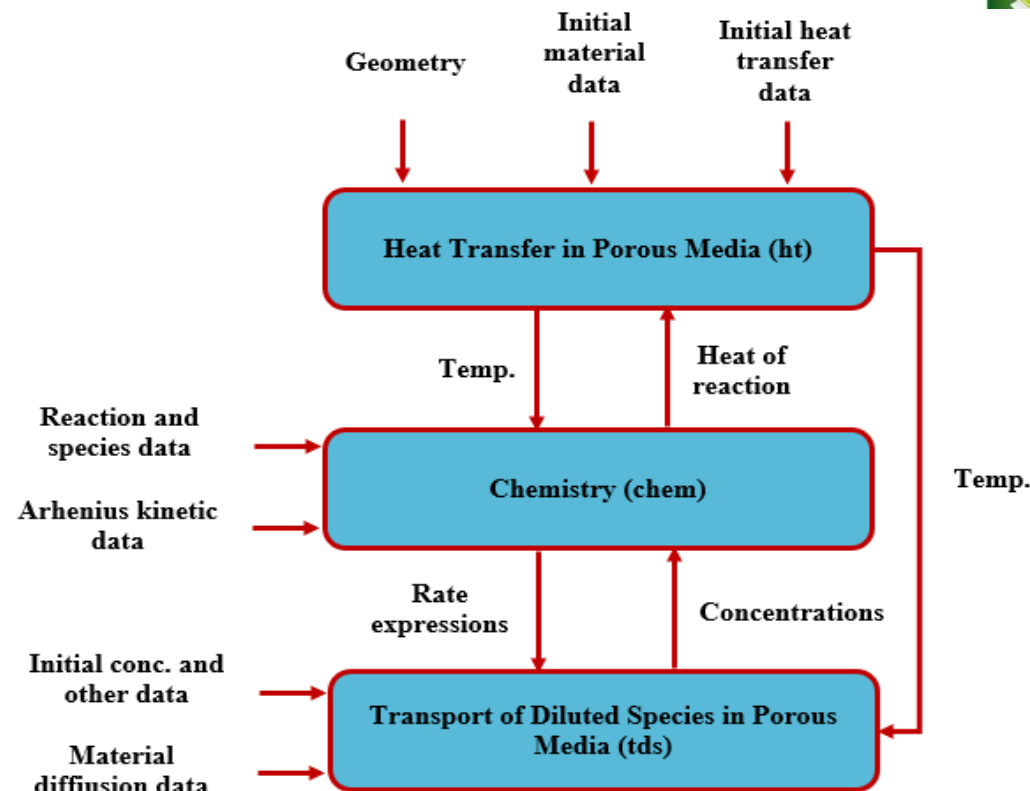 Geometry
Initial
material
data
Initial heat
transfer
data
Heat Transfer in Porous Media (ht)
Temp.
Heat of
reaction
Reaction and
species data
Chemistry (chem)
Temp.
Arhenius kinetic
data
Rate
expressions
Concentrations
Initial conc. and
other data
Transport of Diluted Species in Porous
Media (tds)
Material
diffusion data